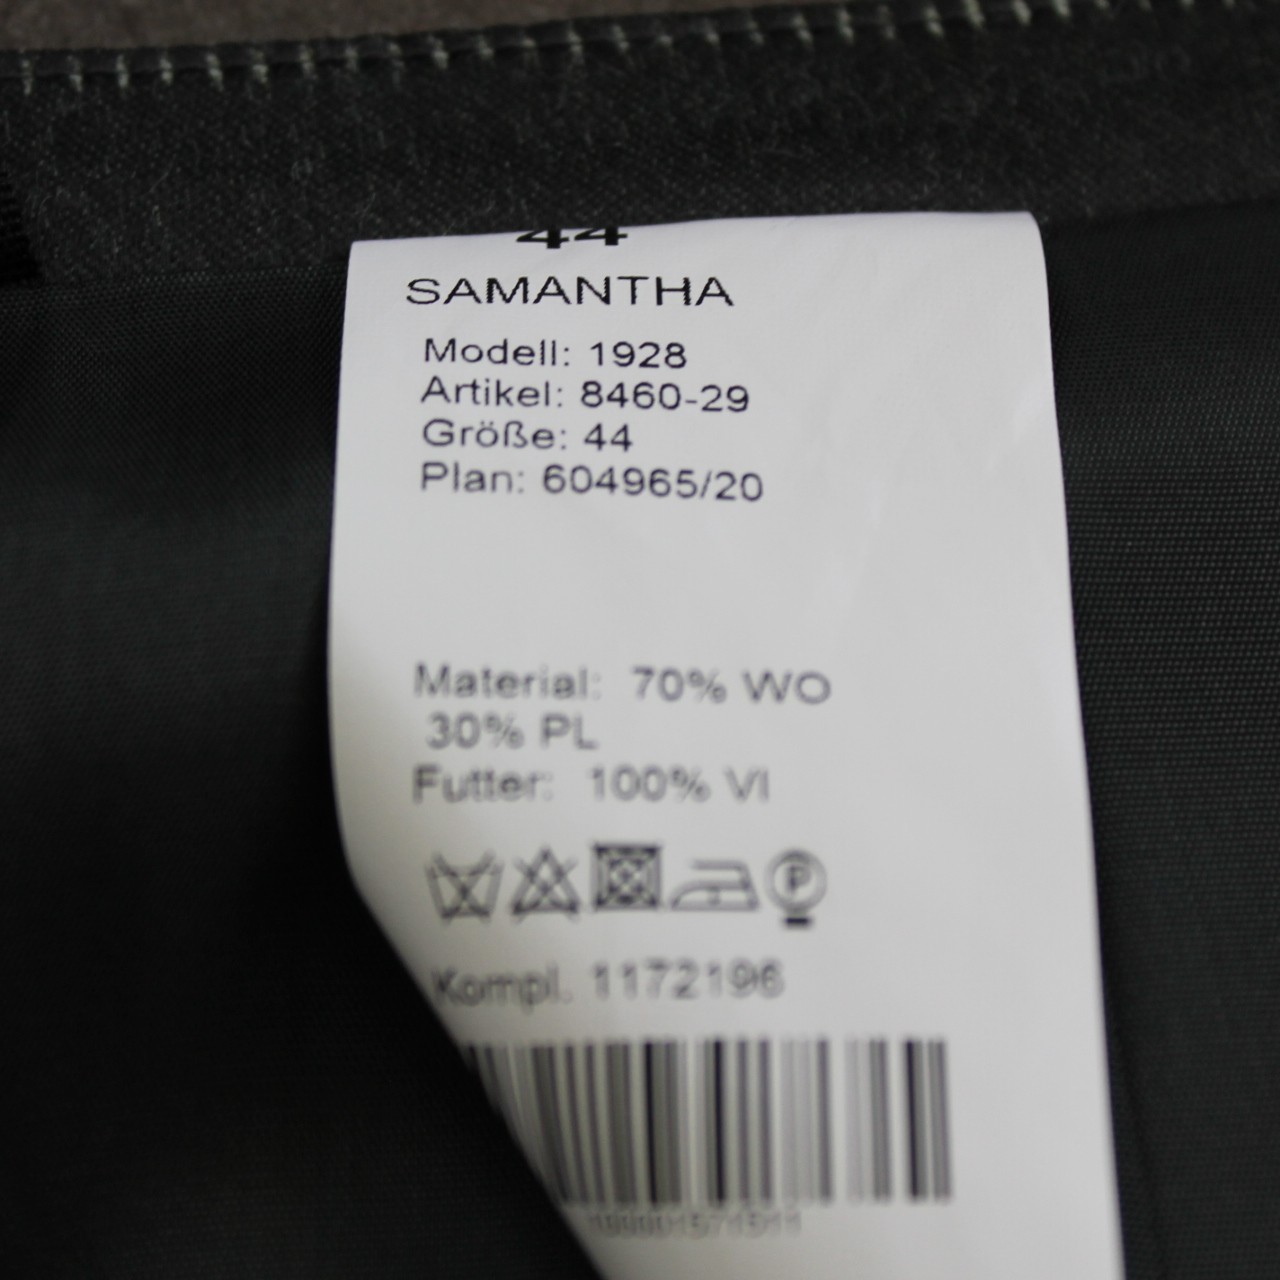 44
SAMANTHA
Modell: 1928
Artikel: 8460-29
Größe: 44
Plan: 604965/20
Material: 70% WO
30% PL
Futter: 100% VI
P
Kompl. 1172196